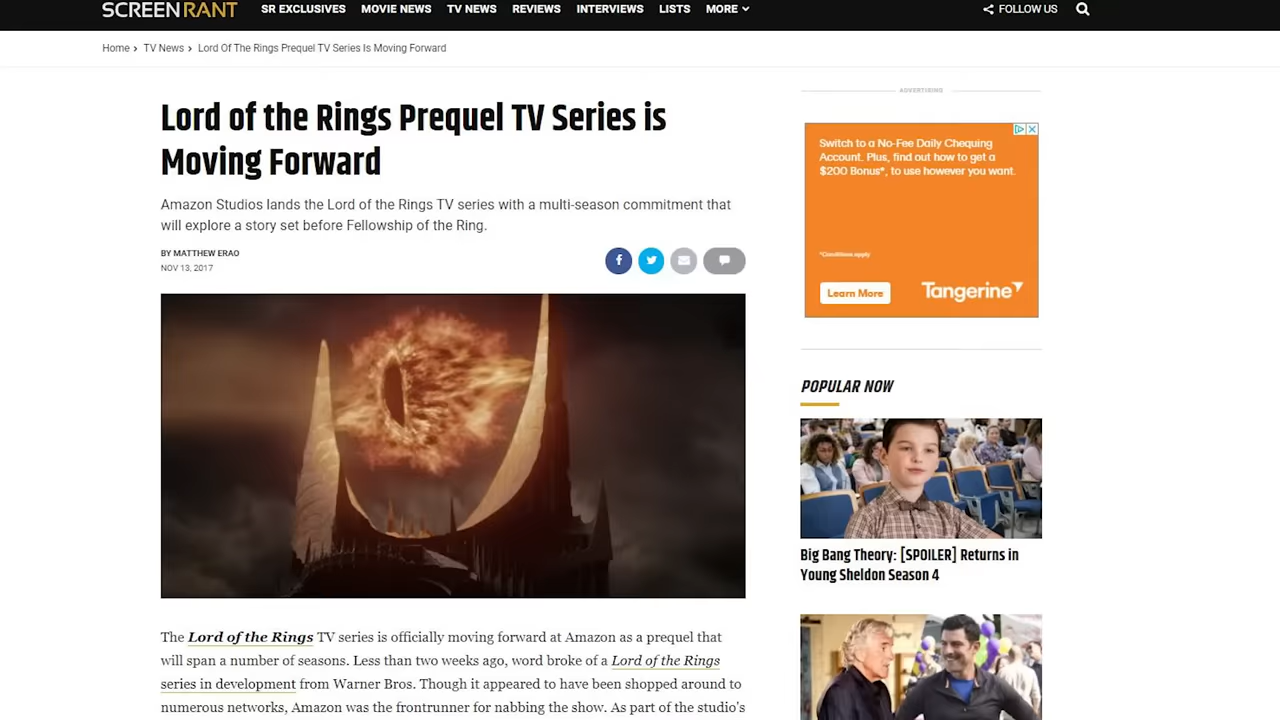 SCREENRANT
SR EXCLUSIVES MOVIE NEWS TV NEWS REVIEWS INTERVIEWS LISTS MORE
FOLLOW US
Home › TV News › Lord Of The Rings Prequel TV Series Is Moving Forward
Lord of the Rings Prequel TV Series is
Moving Forward
Amazon Studios lands the Lord of the Rings TV series with a multi-season commitment that
will explore a story set before Fellowship of the Ring.
BY MATTHEW ERAO
NOV 13, 2017
The Lord of the Rings TV series is officially moving forward at Amazon as a prequel that
will span a number of seasons. Less than two weeks ago, word broke of a Lord of the Rings
series in development from Warner Bros. Though it appeared to have been shopped around to
numerous networks, Amazon was the frontrunner for nabbing the show. As part of the studio's
ADVERTISING
Switch to a No-Fee Daily Chequing
Account. Plus, find out how to get a
$200 Bonus*, to use however you want.
*Conditions apply
Learn More
Tangerine
POPULAR NOW
Big Bang Theory: [SPOILER] Returns in
Young Sheldon Season 4